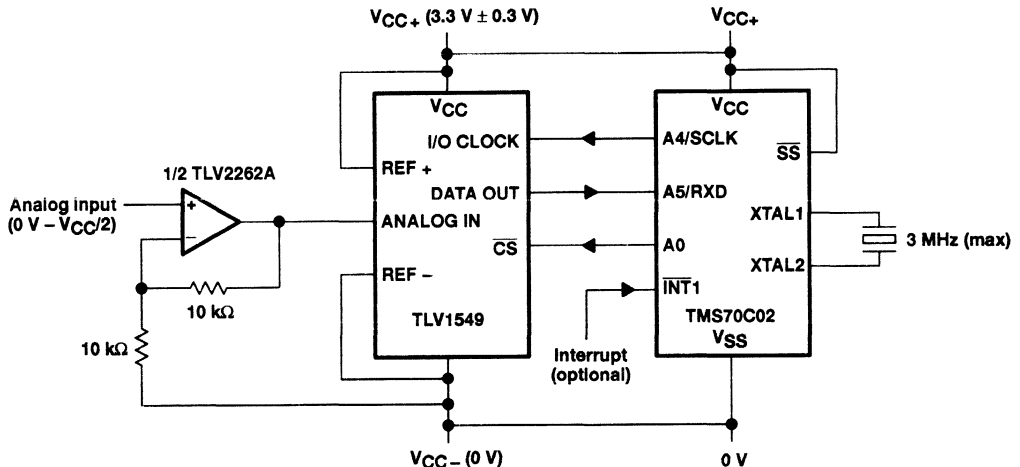 VCC+ (3.3 V ± 0.3 V)
VCC+
VCC
VCC
I/O CLOCK
A4/SCLK
SS
REF +
1/2 TLV2262A
DATA OUT
A5/RXD
Analog input
(0 V – VCC/2)
+
ANALOG IN
XTAL1
–
CS
A0
3 MHz (max)
REF –
XTAL2
INT1
10 kΩ
TLV1549
TMS70C02
VSS
10 kΩ
Interrupt
(optional)
VCC– (0 V)
0 V